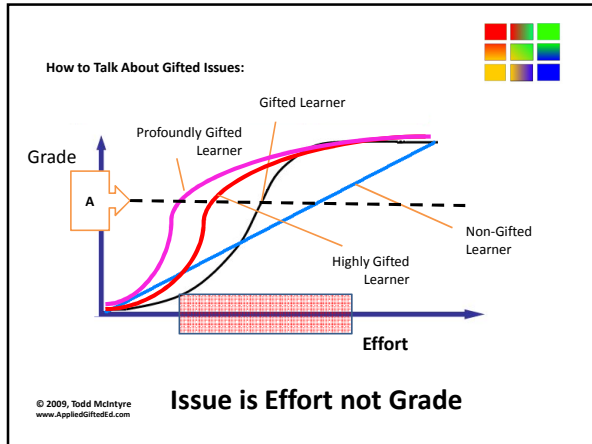 How to Talk About Gifted Issues:
Gifted Learner
Profoundly Gifted
Learner
Grade
A
Non-Gifted
Learner
Highly Gifted
Learner
Effort
© 2009, Todd McIntyre
www.AppliedGiftedEd.com
Issue is Effort not Grade